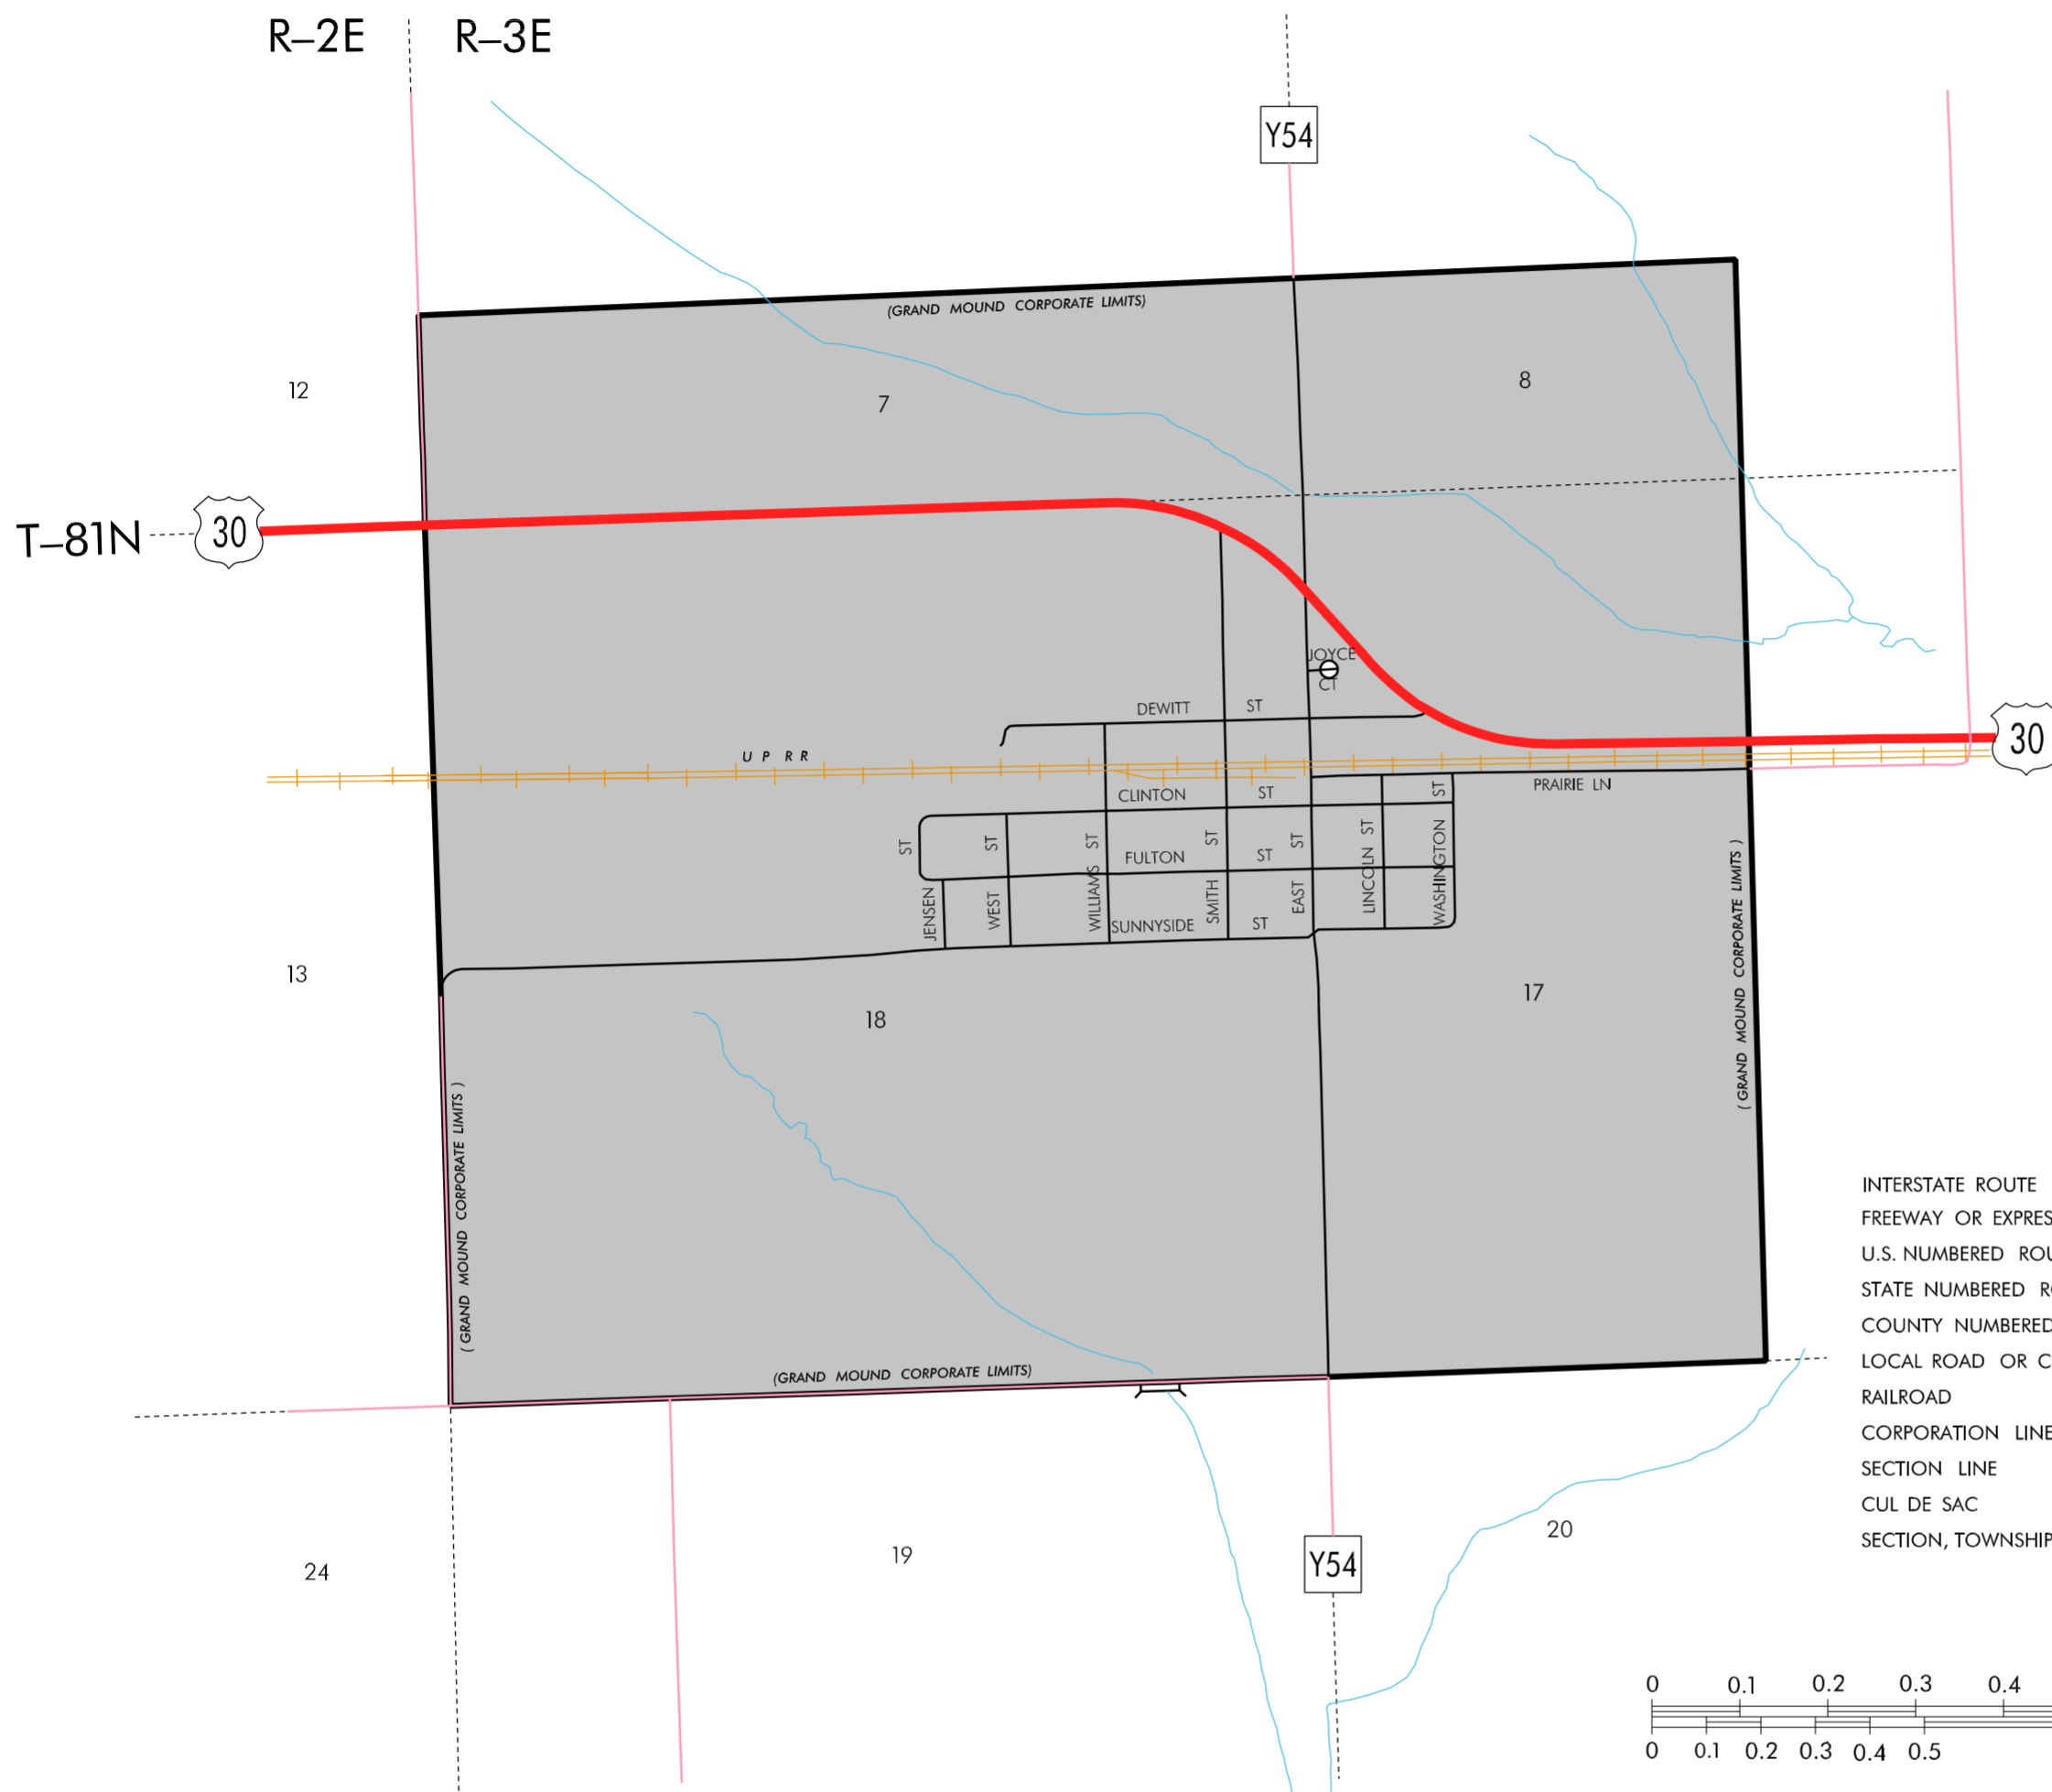 R–2E
R–3E
Y54
(GRAND MOUND CORPORATE LIMITS)
12
7
8
T–81N
30
JOYCE
CT
DEWITT ST
30
U P R R
PRAIRIE LN
CLINTON ST
FULTON ST
SUNNYSIDE ST
JENSEN ST
WEST ST
WILLIAMS ST
SMITH ST
EAST ST
LINCOLN ST
WASHINGTON ST
(GRAND MOUND CORPORATE LIMITS)
13
18
17
(GRAND MOUND CORPORATE LIMITS)
(GRAND MOUND CORPORATE LIMITS)
INTERSTATE ROUTE
FREEWAY OR EXPRES
U.S. NUMBERED ROU
STATE NUMBERED R
COUNTY NUMBERED
LOCAL ROAD OR C
RAILROAD
CORPORATION LINE
SECTION LINE
CUL DE SAC
SECTION, TOWNSHIP
24
19
Y54
20
0 0.1 0.2 0.3 0.4
0 0.1 0.2 0.3 0.4 0.5